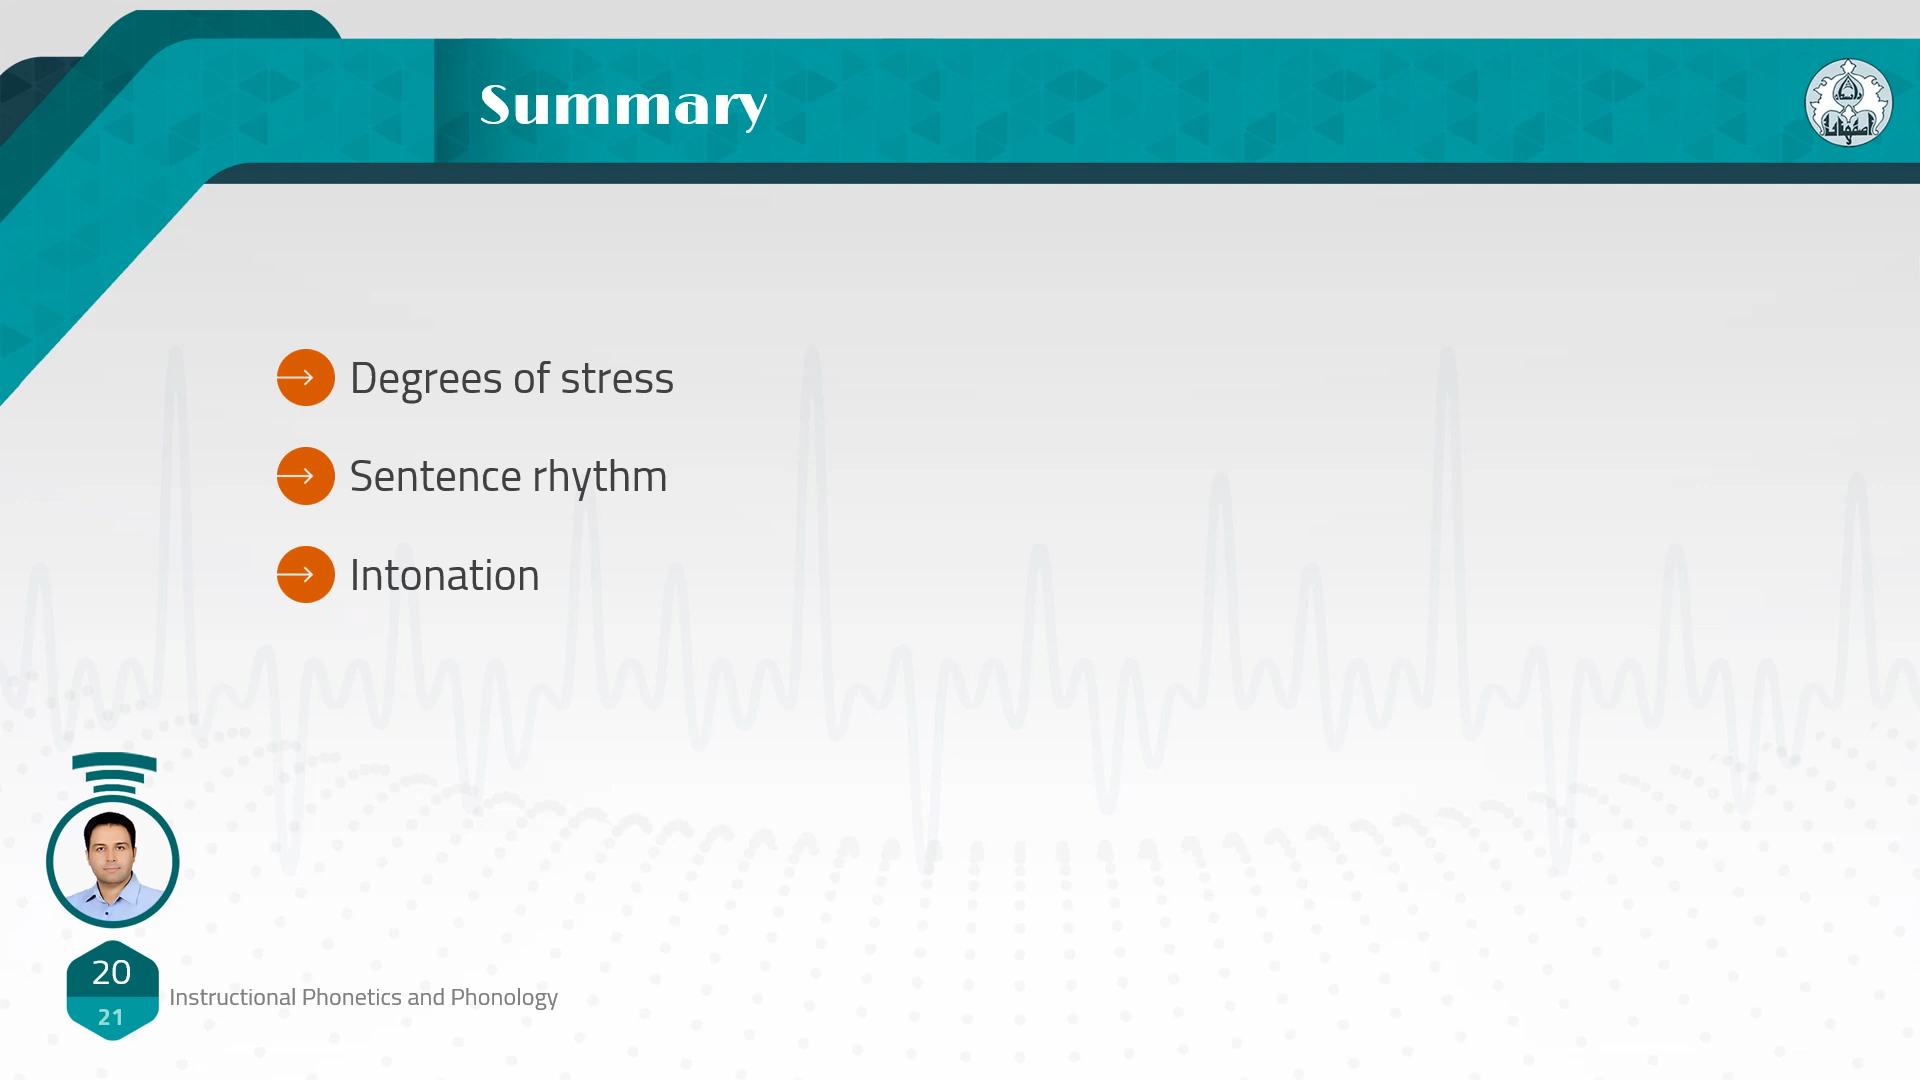 Summary
Degrees of stress
Sentence rhythm
Intonation
20
21
Instructional Phonetics and Phonology